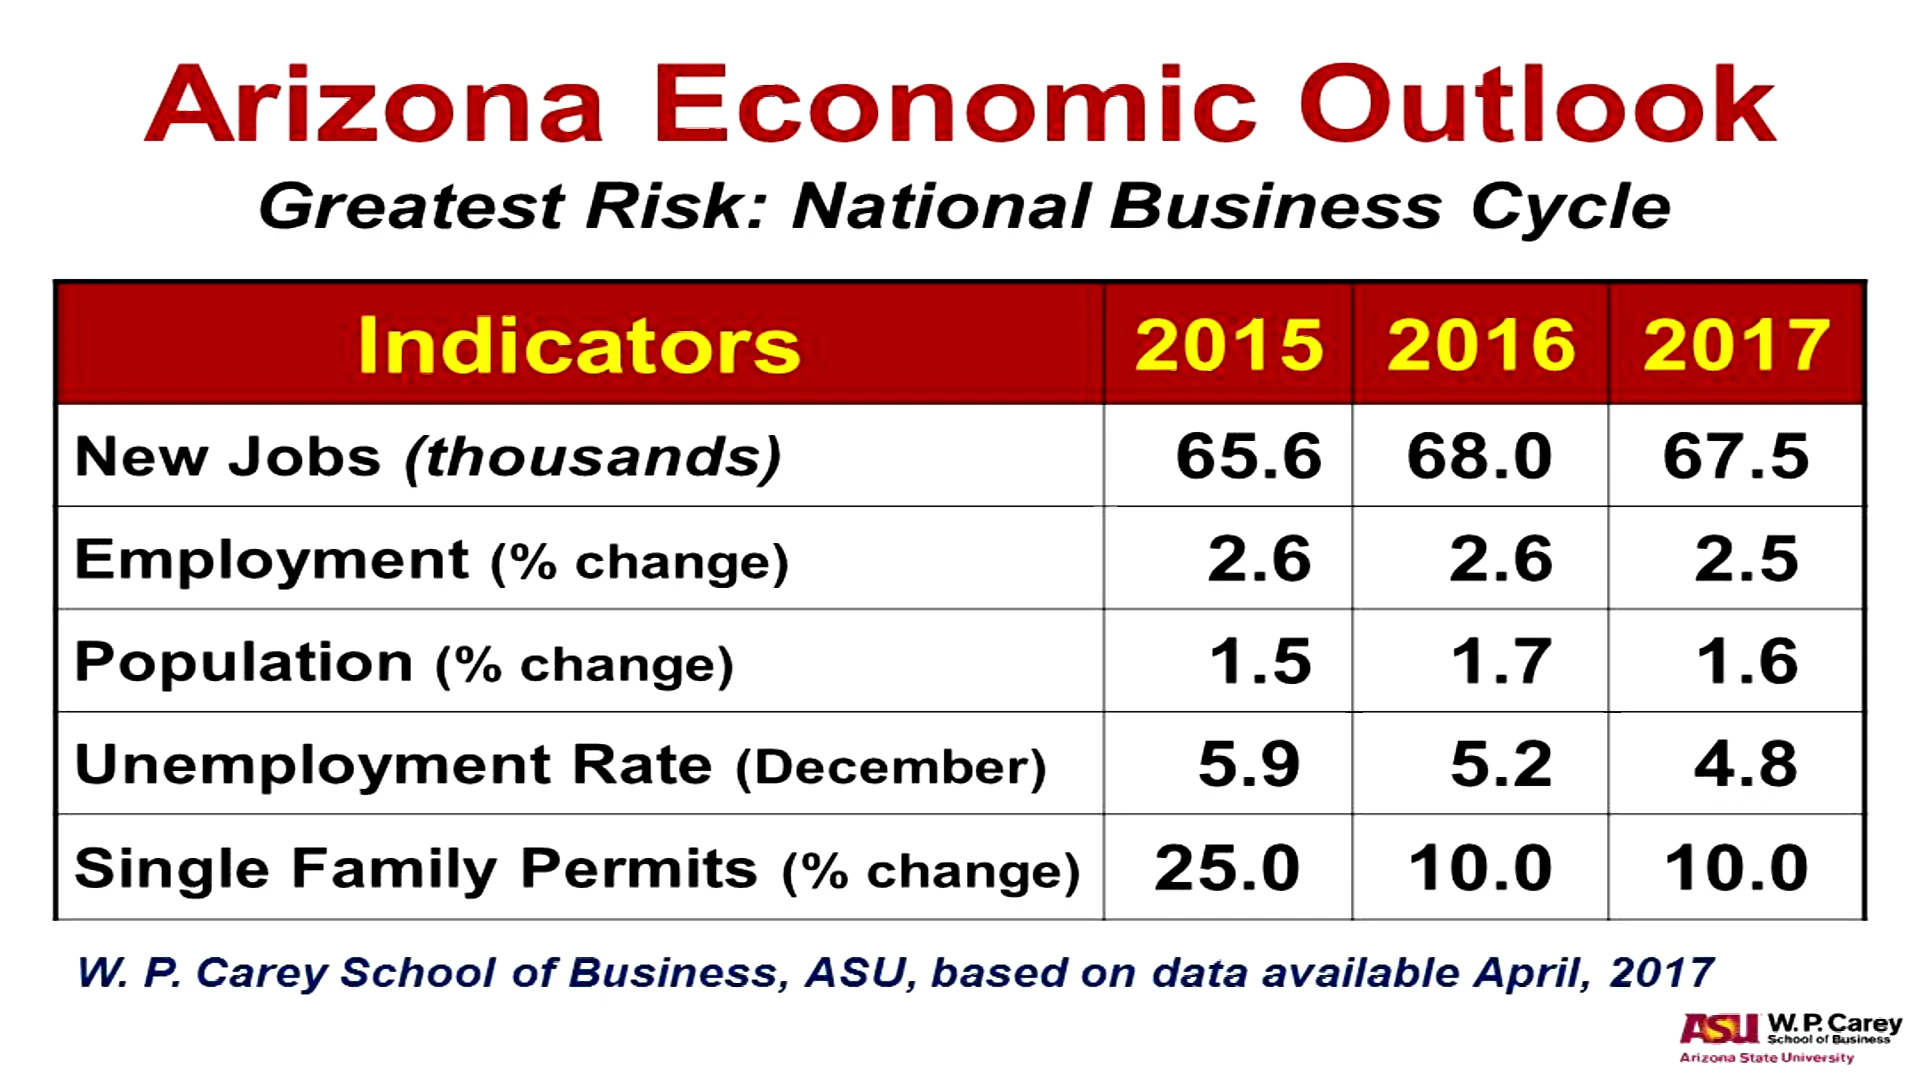 Arizona Economic Outlook
Greatest Risk: National Business Cycle
Indicators 2015 2016 2017
New Jobs (thousands) 65.6 68.0 67.5
Employment (% change) 2.6 2.6 2.5
Population (% change) 1.5 1.7 1.6
Unemployment Rate (December) 5.9 5.2 4.8
Single Family Permits (% change) 25.0 10.0 10.0
W. P. Carey School of Business, ASU, based on data available April, 2017
ASU W. P. Carey
School of Business
Arizona State University